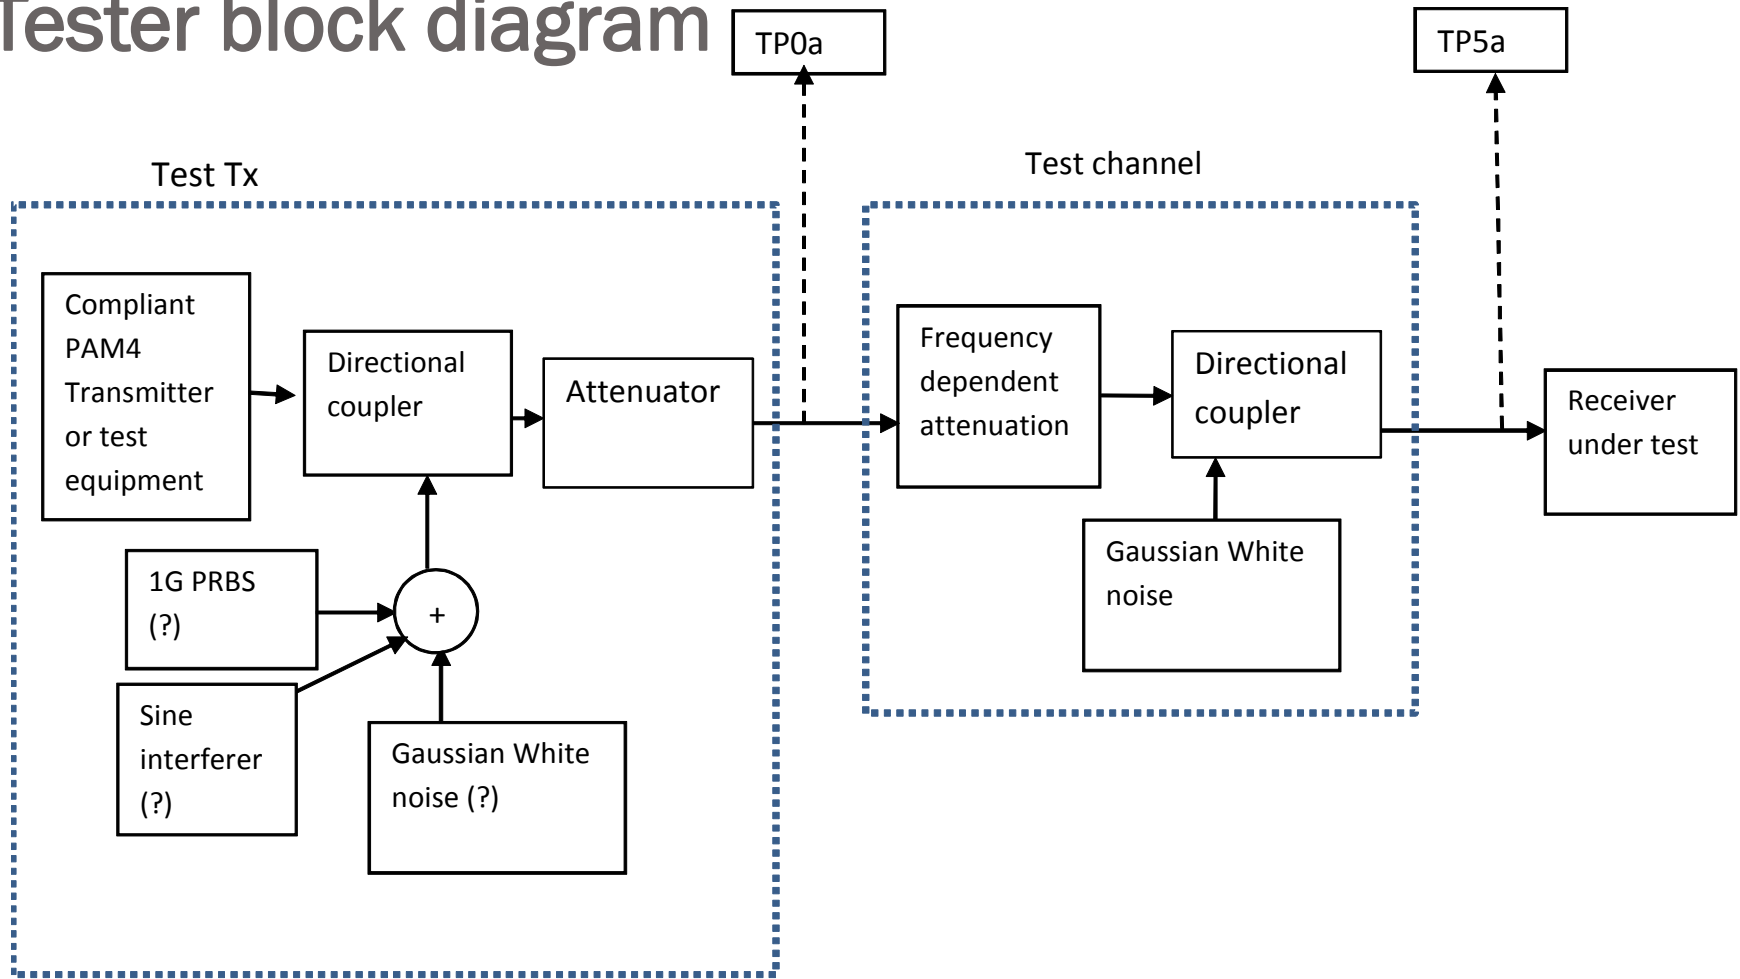 Tester block diagram
TP0a
TP5a
Test Tx
Test channel
Compliant
PAM4
Transmitter
or test
equipment
Directional
coupler
Attenuator
Frequency
dependent
attenuation
Directional
coupler
Receiver
under test
1G PRBS
(?)
+
Gaussian White
noise
Sine
interferer
(?)
Gaussian White
noise (?)